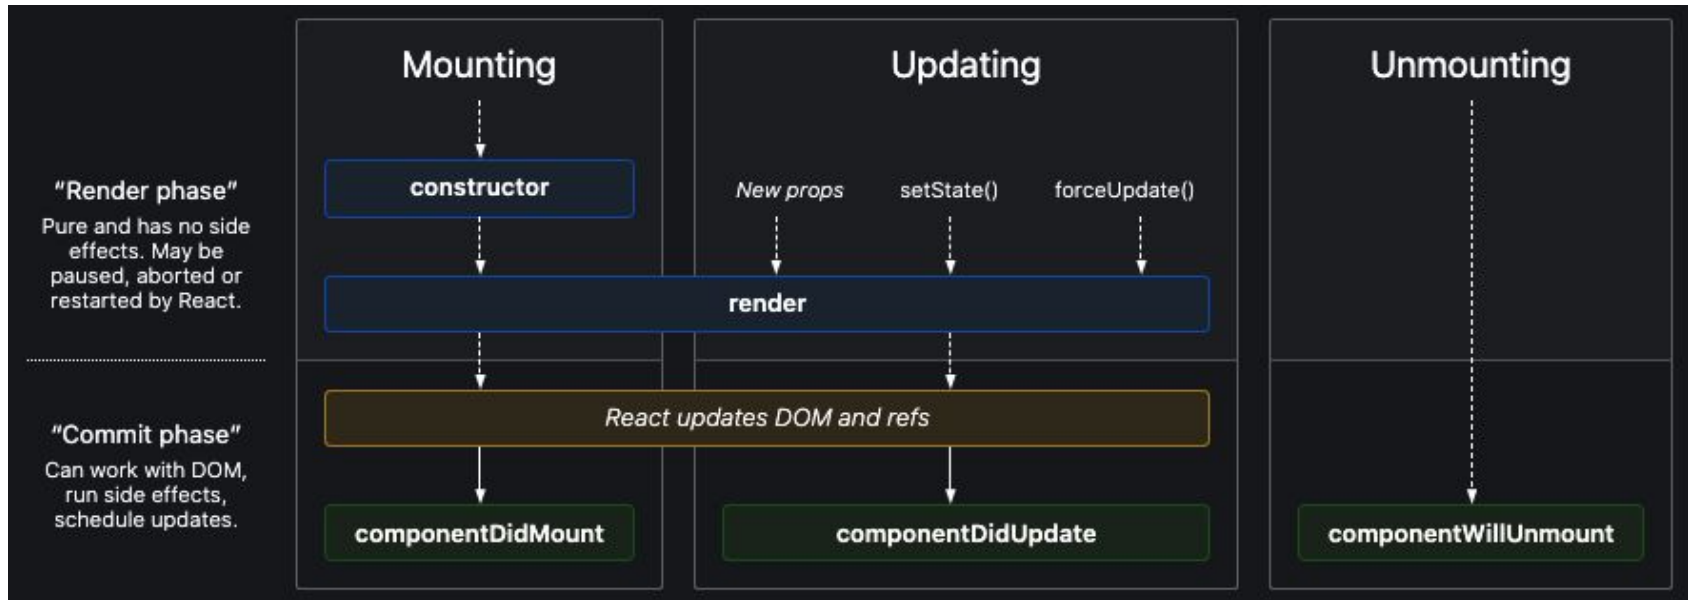 Mounting
Updating
Unmounting
“Render phase”
Pure and has no side
effects. May be
paused, aborted or
restarted by React.
constructor
New props
setState()
forceUpdate()
render
“Commit phase”
Can work with DOM,
run side effects,
schedule updates.
React updates DOM and refs
componentDidMount
componentDidUpdate
componentWillUnmount